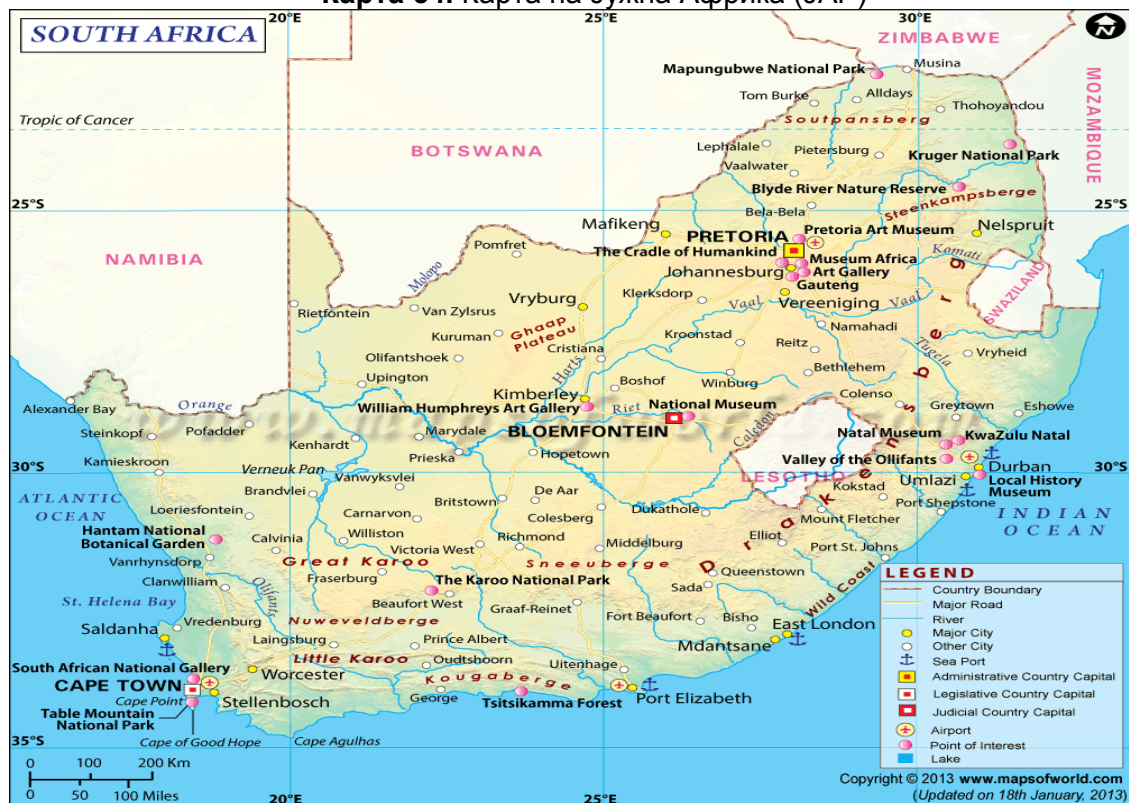 Карта на Јужна Африка (ЈАР)
20°E
25°E
30°E
SOUTH AFRICA
N
ZIMBABWE
Musina
Mapungubwe National Park
Tom Burke
Alldays
Thohoyandou
MOZAMBIQUE
Soutpansberg
Tropic of Cancer
BOTSWANA
Lephalale
Pietersburg
Kruger National Park
Vaalwater
Blyde River Nature Reserve
Steenkampsberge
25°S
Bela-Bela
25°S
Mafikeng
Nelspruit
PRETORIA
Pretoria Art Museum
Pomfret
The Cradle of Humankind
Museum Africa
Komati
NAMIBIA
Molopo
Johannesburg
Art Gallery
Gauteng
SWAZILAND
Klerksdorp
Vaal
Vereeniging
Vaal
Rietfontein
Van Zylsrus
Vryburg
Ghaap
Plateau
Kuruman
Kroonstad
Namahadi
Tugela
Olifantshoek
Cristiana
Reitz
Vryheid
Harts
Upington
Boshof
Winburg
Bethlehem
Drakensberg
Kimberley
Colenso
Alexander Bay
Orange
William Humphreys Art Gallery
Riet
National Museum
Greytown
Eshowe
Steinkopf
Pofadder
Marydale
BLOEMFONTEIN
Caledon
Natal Museum
KwaZulu Natal
Kenhardt
Prieska
Hopetown
Valley of the Ollifants
Kamieskroon
Verneuk Pan
30°S
LESOTHO
Durban
30°S
Vanwyksvlei
Umlazi
Local History
Museum
Kokstad
ATLANTIC
OCEAN
Brandvlei
Britstown
De Aar
Port Shepstone
Loeriesfontein
Carnarvon
Colesberg
Dukathole
Mount Fletcher
INDIAN
OCEAN
Hantam National
Botanical Garden
Calvinia
Williston
Victoria West
Richmond
Middelburg
Elliot
Port St. Johns
Vanrhynsdorp
Great Karoo
Sneeuberge
Clanwilliam
Olifants
Fraserburg
The Karoo National Park
Queenstown
Sada
St. Helena Bay
Beaufort West
Graaf-Reinet
Fort Beaufort
Bisho
Wild Coast
Vredenburg
Nuweveldberge
Saldanha
Laingsburg
Prince Albert
East London
Mdantsane
South African National Gallery
Little Karoo
Oudtshoorn
Uitenhage
Worcester
CAPE TOWN
Kougaberge
Cape Point
Stellenbosch
George
Tsitsikamma Forest
Port Elizabeth
Table Mountain
National Park
Cape of Good Hope
Cape Agulhas
35°S
LEGEND
Country Boundary
Major Road
River
Major City
Other City
Sea Port
Administrative Country Capital
Legislative Country Capital
Judicial Country Capital
Airport
Point of Interest
Lake
0 100 200 Km
0 50 100 Miles
Copyright © 2013 www.mapsofworld.com
(Updated on 18th January, 2013)
20°E
25°E